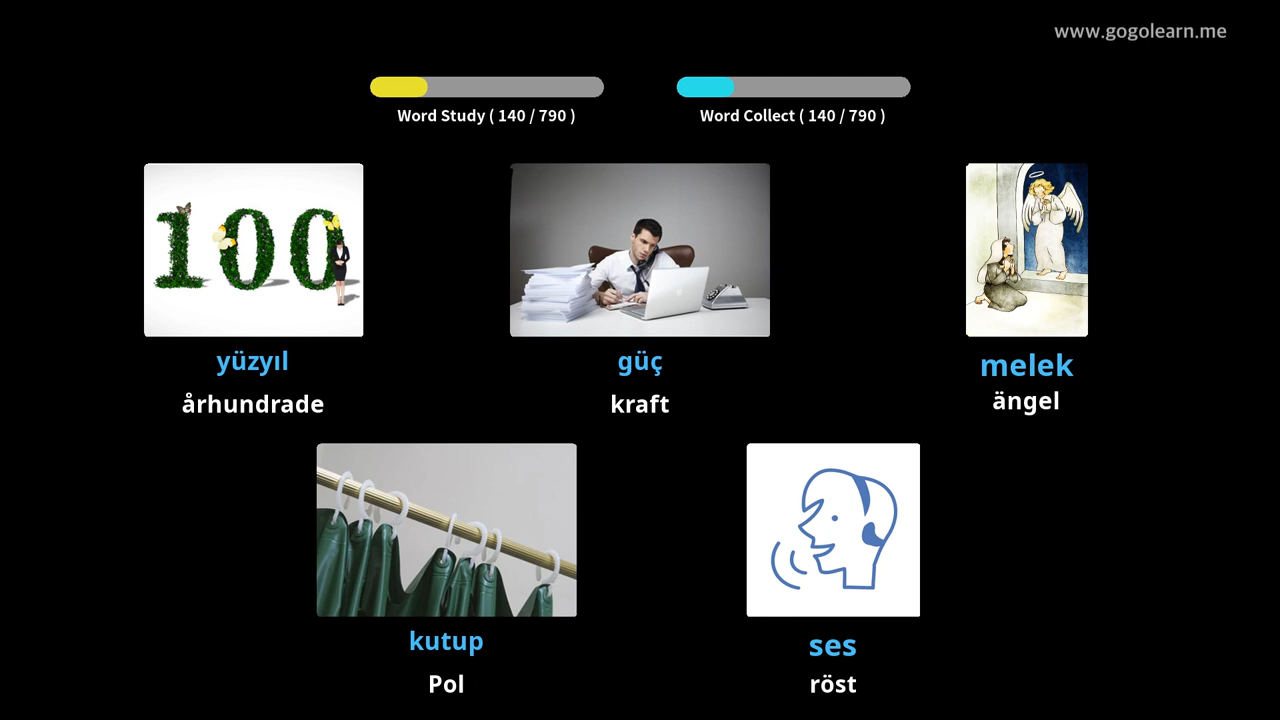 www.gogolearn.me
Word Study ( 140 / 790 )
Word Collect ( 140 / 790 )
100
yüzyıl
güç
melek
århundrade
kraft
ängel
kutup
ses
Pol
röst